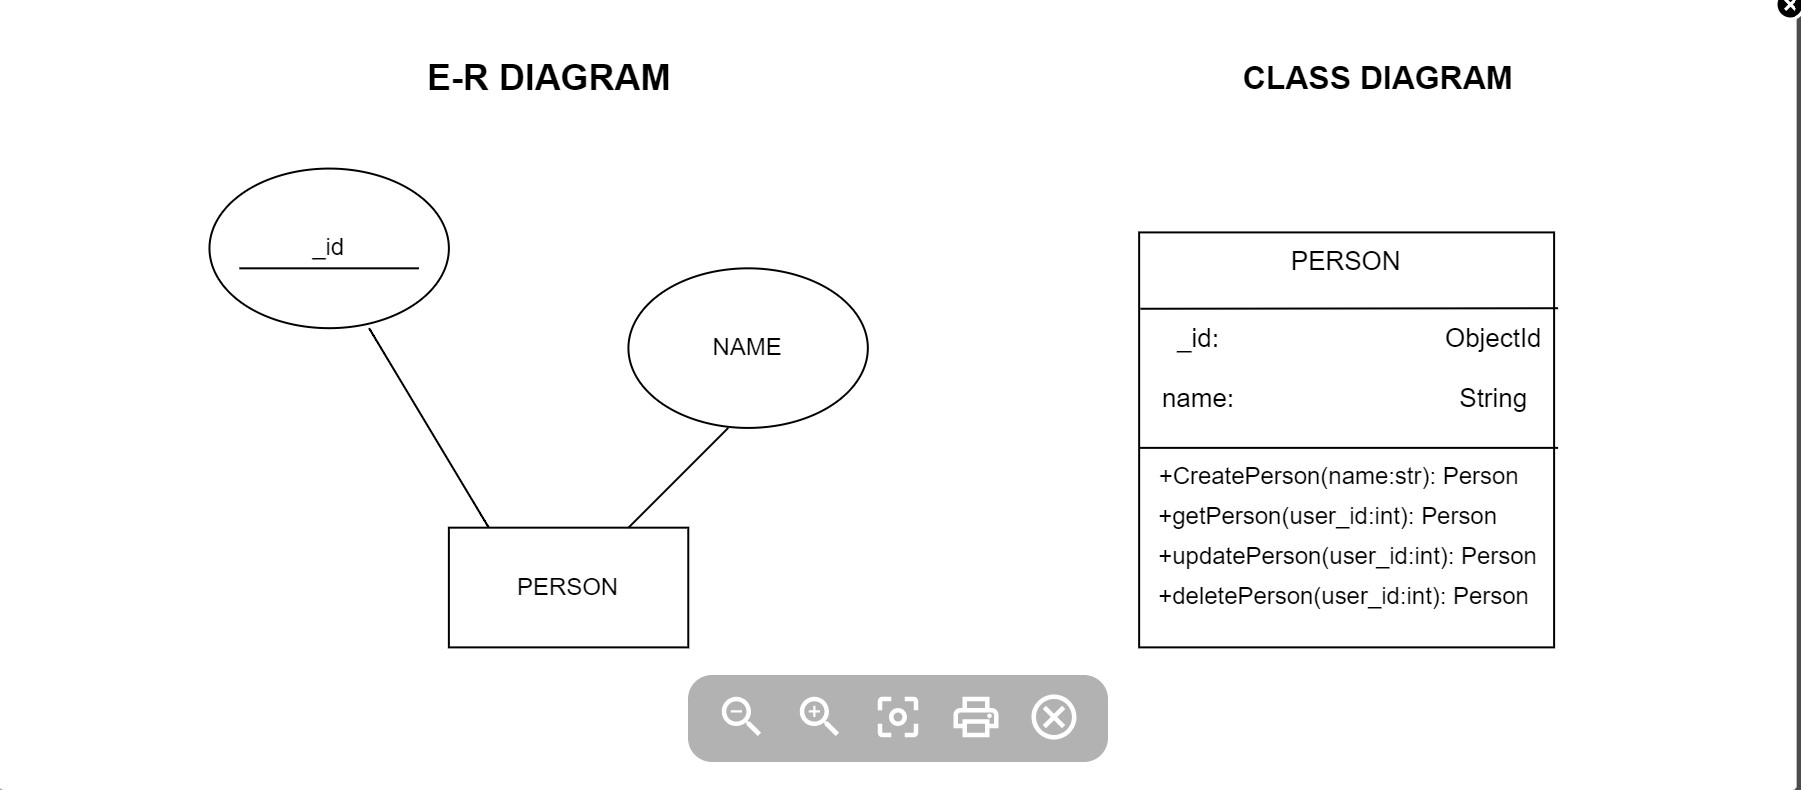 E-R DIAGRAM
CLASS DIAGRAM
_id
NAME
PERSON
PERSON
_id: ObjectId
name: String
+CreatePerson(name:str): Person
+getPerson(user_id:int): Person
+updatePerson(user_id:int): Person
+deletePerson(user_id:int): Person